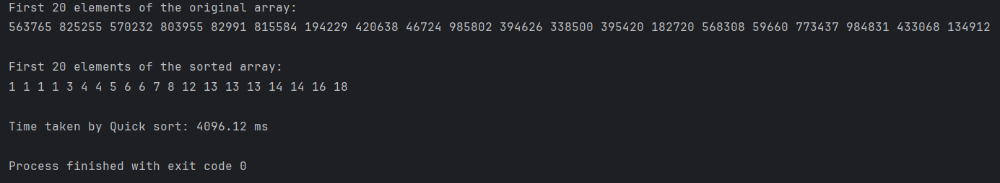 First 20 elements of the original array:
563765 825255 570232 803955 82991 815584 194229 420638 46724 985802 394626 338500 395420 182720 568308 59660 773437 984831 433068 134912
First 20 elements of the sorted array:
1 1 1 1 3 4 4 5 6 6 7 8 12 13 13 13 14 14 16 18
Time taken by Quick sort: 4096.12 ms
Process finished with exit code 0